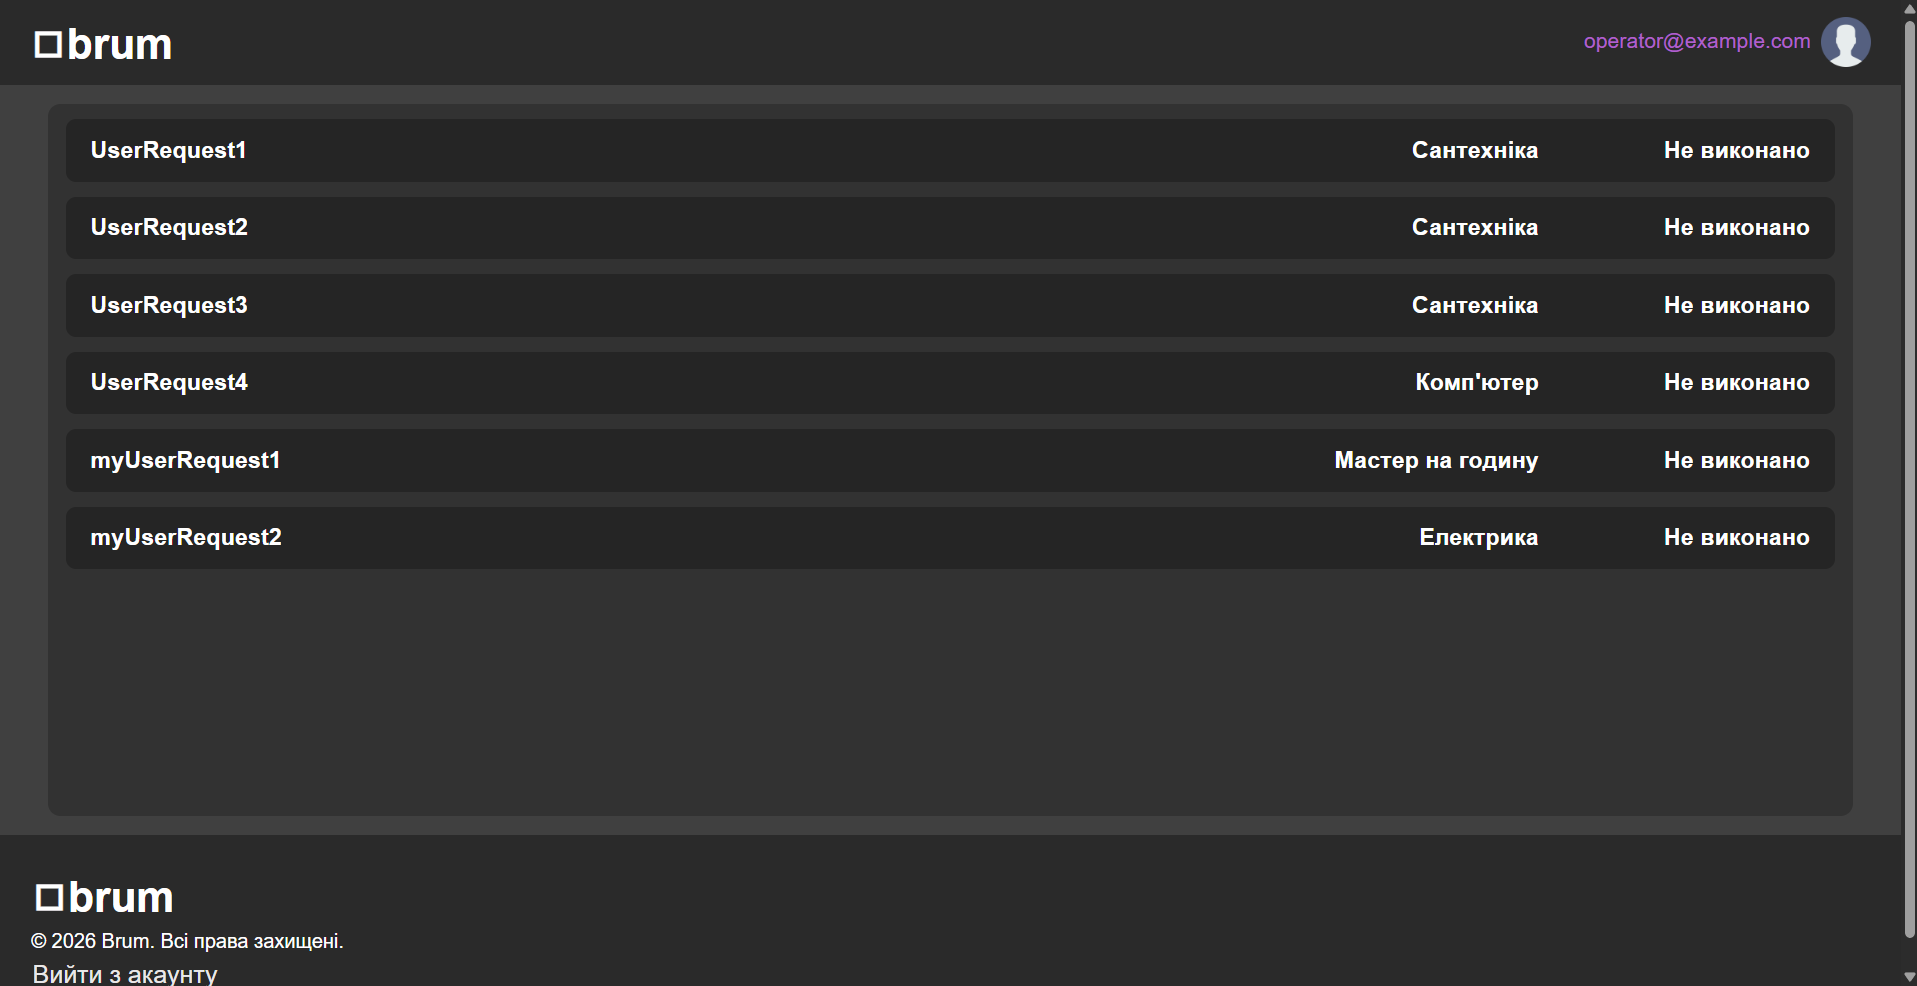 brum
operator@example.com
UserRequest1 Сантехніка Не виконано
UserRequest2 Сантехніка Не виконано
UserRequest3 Сантехніка Не виконано
UserRequest4 Комп'ютер Не виконано
myUserRequest1 Мастер на годину Не виконано
myUserRequest2 Електрика Не виконано
brum
© 2026 Brum. Всі права захищені.
Вийти з акаунту